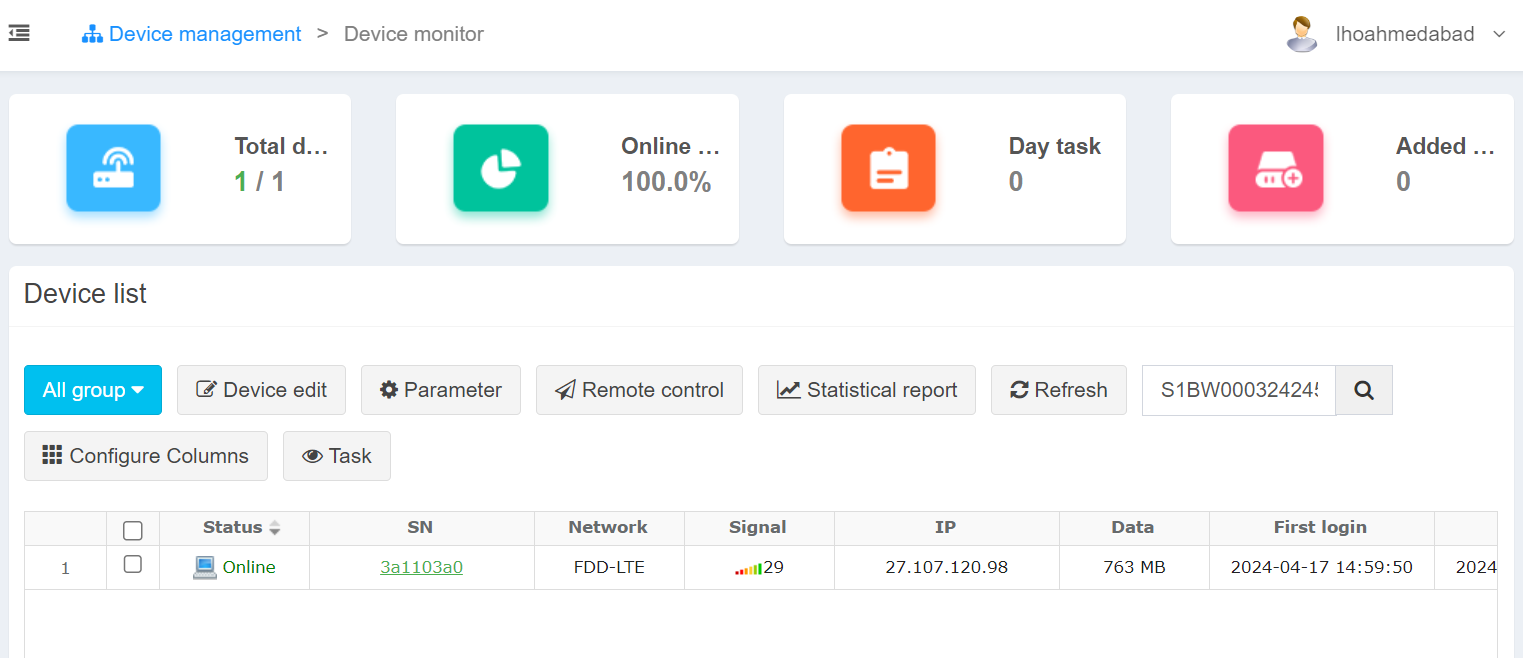 Device management > Device monitor lhoahmedabad
Total d... Online ... Day task Added ...
1 / 1 100.0% 0 0
Device list
All group Device edit Parameter Remote control Statistical report Refresh S1BW000324245
Configure Columns Task
Status SN Network Signal IP Data First login
1 Online 3a1103a0 FDD-LTE 29 27.107.120.98 763 MB 2024-04-17 14:59:50 2024